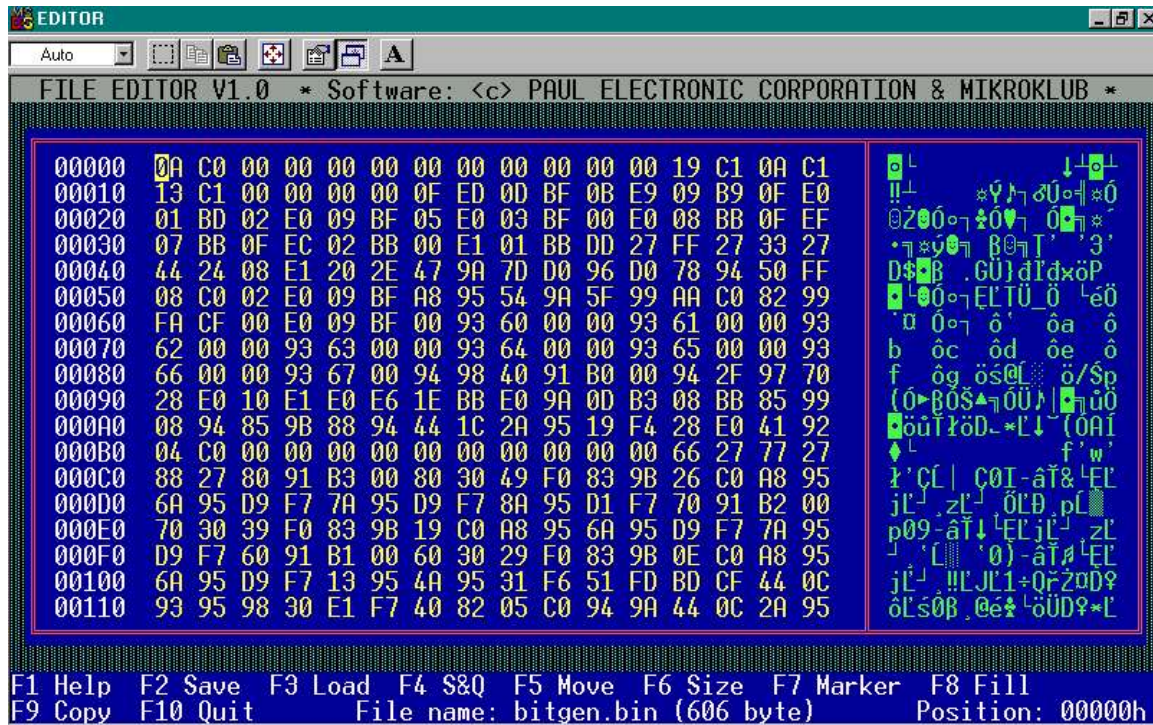 EDITOR
Auto
A
FILE EDITOR V1.0 * Software: <c> PAUL ELECTRONIC CORPORATION & MIKROKLUB *
00000 0A C0 00 00 00 00 00 00 00 00 00 00 19 C1 0A C1
00010 13 C1 00 00 00 00 0F ED 0D BF 0B E9 09 B9 0F E0
00020 01 BD 02 E0 09 BF 05 E0 03 BF 00 E0 08 BB 0F EF
00030 07 BB 0F EC 02 BB 00 E1 01 BB DD 27 FF 27 33 27
00040 44 24 08 E1 20 2E 47 9A 7D D0 96 D0 78 94 50 FF
00050 08 C0 02 E0 09 BF A8 95 54 9A 5F 99 AA C0 82 99
00060 FA CF 00 E0 09 BF 00 93 60 00 00 93 61 00 00 93
00070 62 00 00 93 63 00 00 93 64 00 00 93 65 00 00 93
00080 66 00 00 93 67 00 94 98 40 91 B0 00 94 2F 97 70
00090 28 E0 10 E1 E0 E6 1E BB E0 9A 0D B3 08 BB 85 99
000A0 08 94 85 9B 88 94 44 1C 2A 95 19 F4 28 E0 41 92
000B0 04 C0 00 00 00 00 00 00 00 00 00 00 66 27 77 27
000C0 88 27 80 91 B3 00 80 30 49 F0 83 9B 26 C0 A8 95
000D0 6A 95 D9 F7 7A 95 D9 F7 8A 95 D1 F7 70 91 B2 00
000E0 70 30 39 F0 83 9B 19 C0 A8 95 6A 95 D9 F7 7A 95
000F0 D9 F7 60 91 B1 00 60 30 29 F0 83 9B 0E C0 A8 95
00100 6A 95 D9 F7 13 95 4A 95 31 F6 51 FD BD CF 44 0C
00110 93 95 98 30 E1 F7 40 82 05 C0 94 9A 44 0C 2A 95
F1 Help F2 Save F3 Load F4 S&Q F5 Move F6 Size F7 Marker F8 Fill
F9 Copy F10 Quit File name: bitgen.bin (606 byte) Position: 00000h